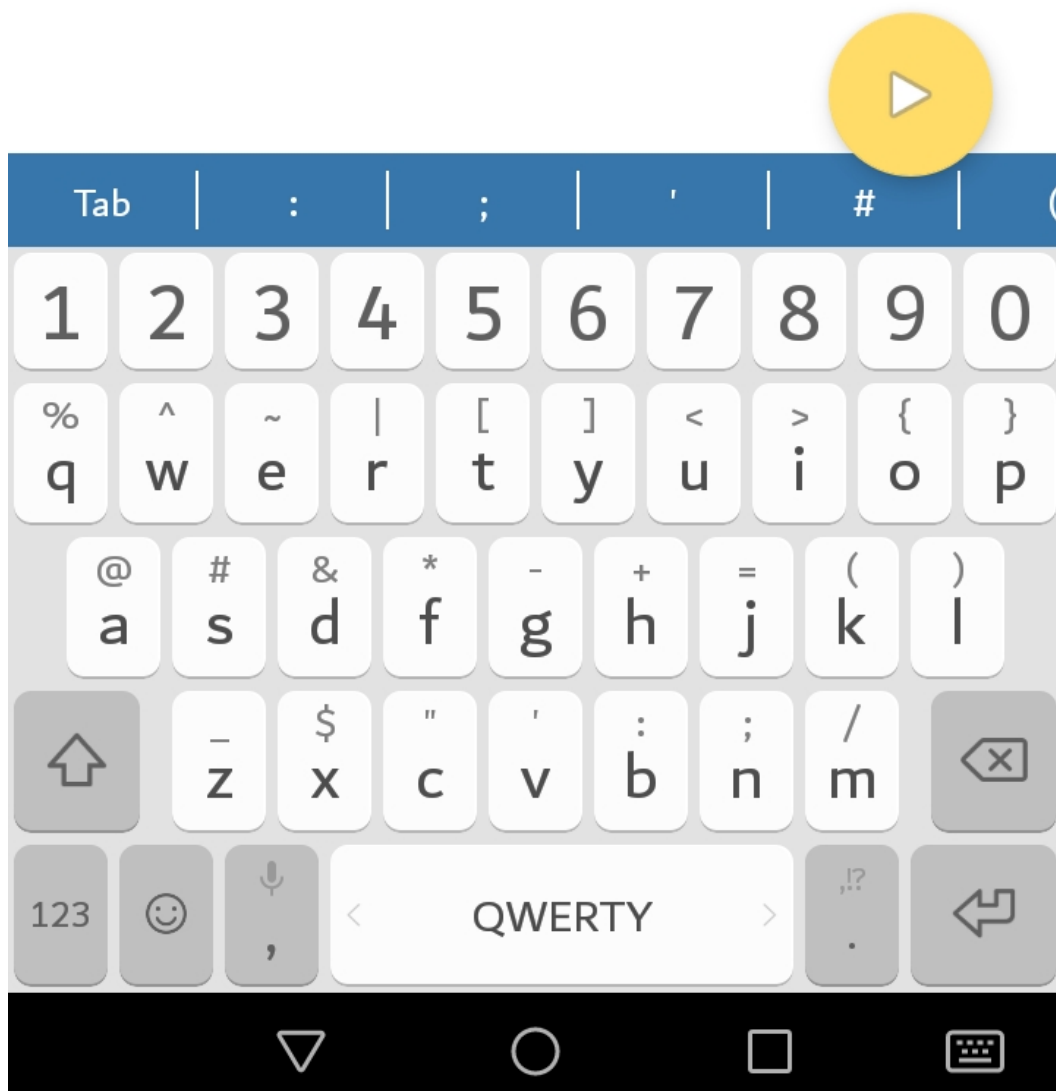 Tab : ; ' # (
1 2 3 4 5 6 7 8 9 0
% ^ ~ | [ ] < > { }
q w e r t y u i o p
@ # & * - + = ( )
a s d f g h j k l
_ $ " ' : ; /
z x c v b n m
,!?
123 , QWERTY .